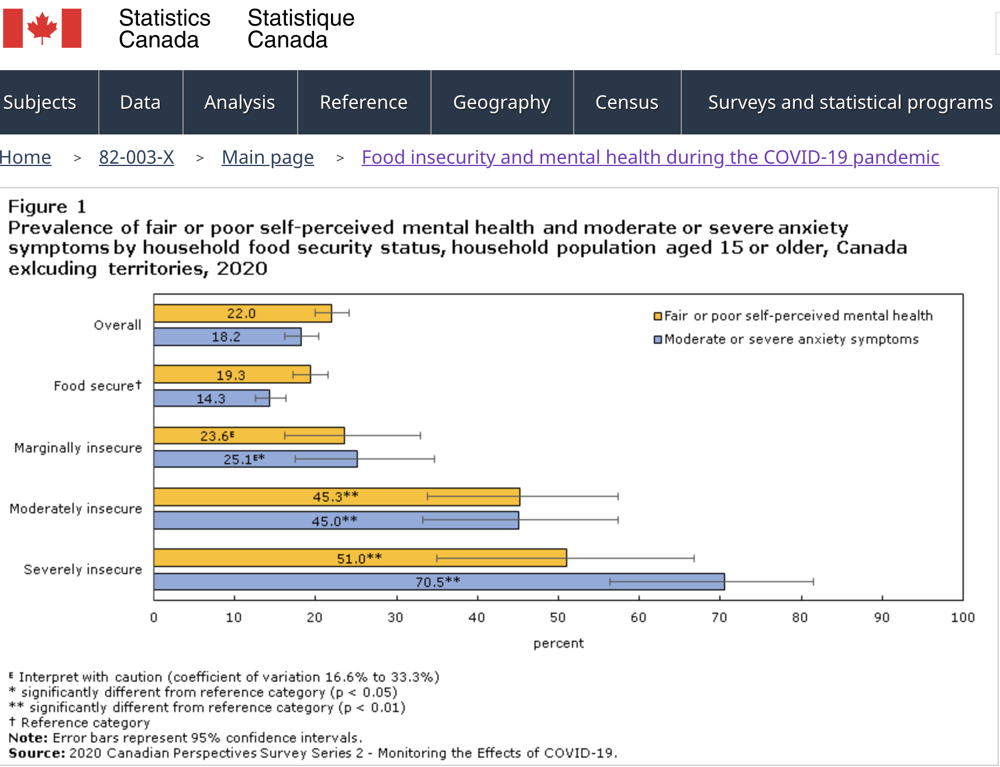 Statistics Canada
Statistique Canada
Subjects
Data
Analysis
Reference
Geography
Census
Surveys and statistical programs
Home > 82-003-X > Main page > Food insecurity and mental health during the COVID-19 pandemic
Figure 1
Prevalence of fair or poor self-perceived mental health and moderate or severe anxiety
symptoms by household food security status, household population aged 15 or older, Canada
exlcuding territories, 2020
Fair or poor self-perceived mental health
Moderate or severe anxiety symptoms
Overall
22.0
18.2
Food secure†
19.3
14.3
Marginally insecure
23.6ᴱ
25.1ᴱ*
Moderately insecure
45.3**
45.0**
Severely insecure
51.0**
70.5**
0 10 20 30 40 50 60 70 80 90 100
percent
ᴱ Interpret with caution (coefficient of variation 16.6% to 33.3%)
* significantly different from reference category (p < 0.05)
** significantly different from reference category (p < 0.01)
† Reference category
Note: Error bars represent 95% confidence intervals.
Source: 2020 Canadian Perspectives Survey Series 2 - Monitoring the Effects of COVID-19.